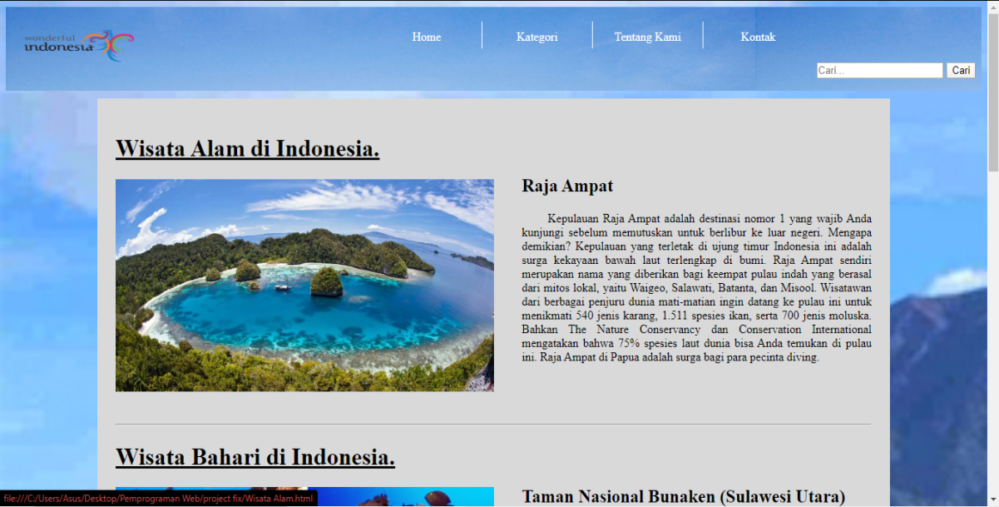 wonderful
indonesia
Home Kategori Tentang Kami Kontak
Cari... Cari
Wisata Alam di Indonesia.
Raja Ampat
Kepulauan Raja Ampat adalah destinasi nomor 1 yang wajib Anda
kunjungi sebelum memutuskan untuk berlibur ke luar negeri. Mengapa
demikian? Kepulauan yang terletak di ujung timur Indonesia ini adalah
surga kekayaan bawah laut terlengkap di bumi. Raja Ampat sendiri
merupakan nama yang diberikan bagi keempat pulau indah yang berasal
dari mitos lokal, yaitu Waigeo, Salawati, Batanta, dan Misool. Wisatawan
dari berbagai penjuru dunia mati-matian ingin datang ke pulau ini untuk
menikmati 540 jenis karang, 1.511 spesies ikan, serta 700 jenis moluska.
Bahkan The Nature Conservancy dan Conservation International
mengatakan bahwa 75% spesies laut dunia bisa Anda temukan di pulau
ini. Raja Ampat di Papua adalah surga bagi para pecinta diving.
Wisata Bahari di Indonesia.
Taman Nasional Bunaken (Sulawesi Utara)
file:///C:/Users/Asus/Desktop/Pemprograman Web/project fix/Wisata Alam.html